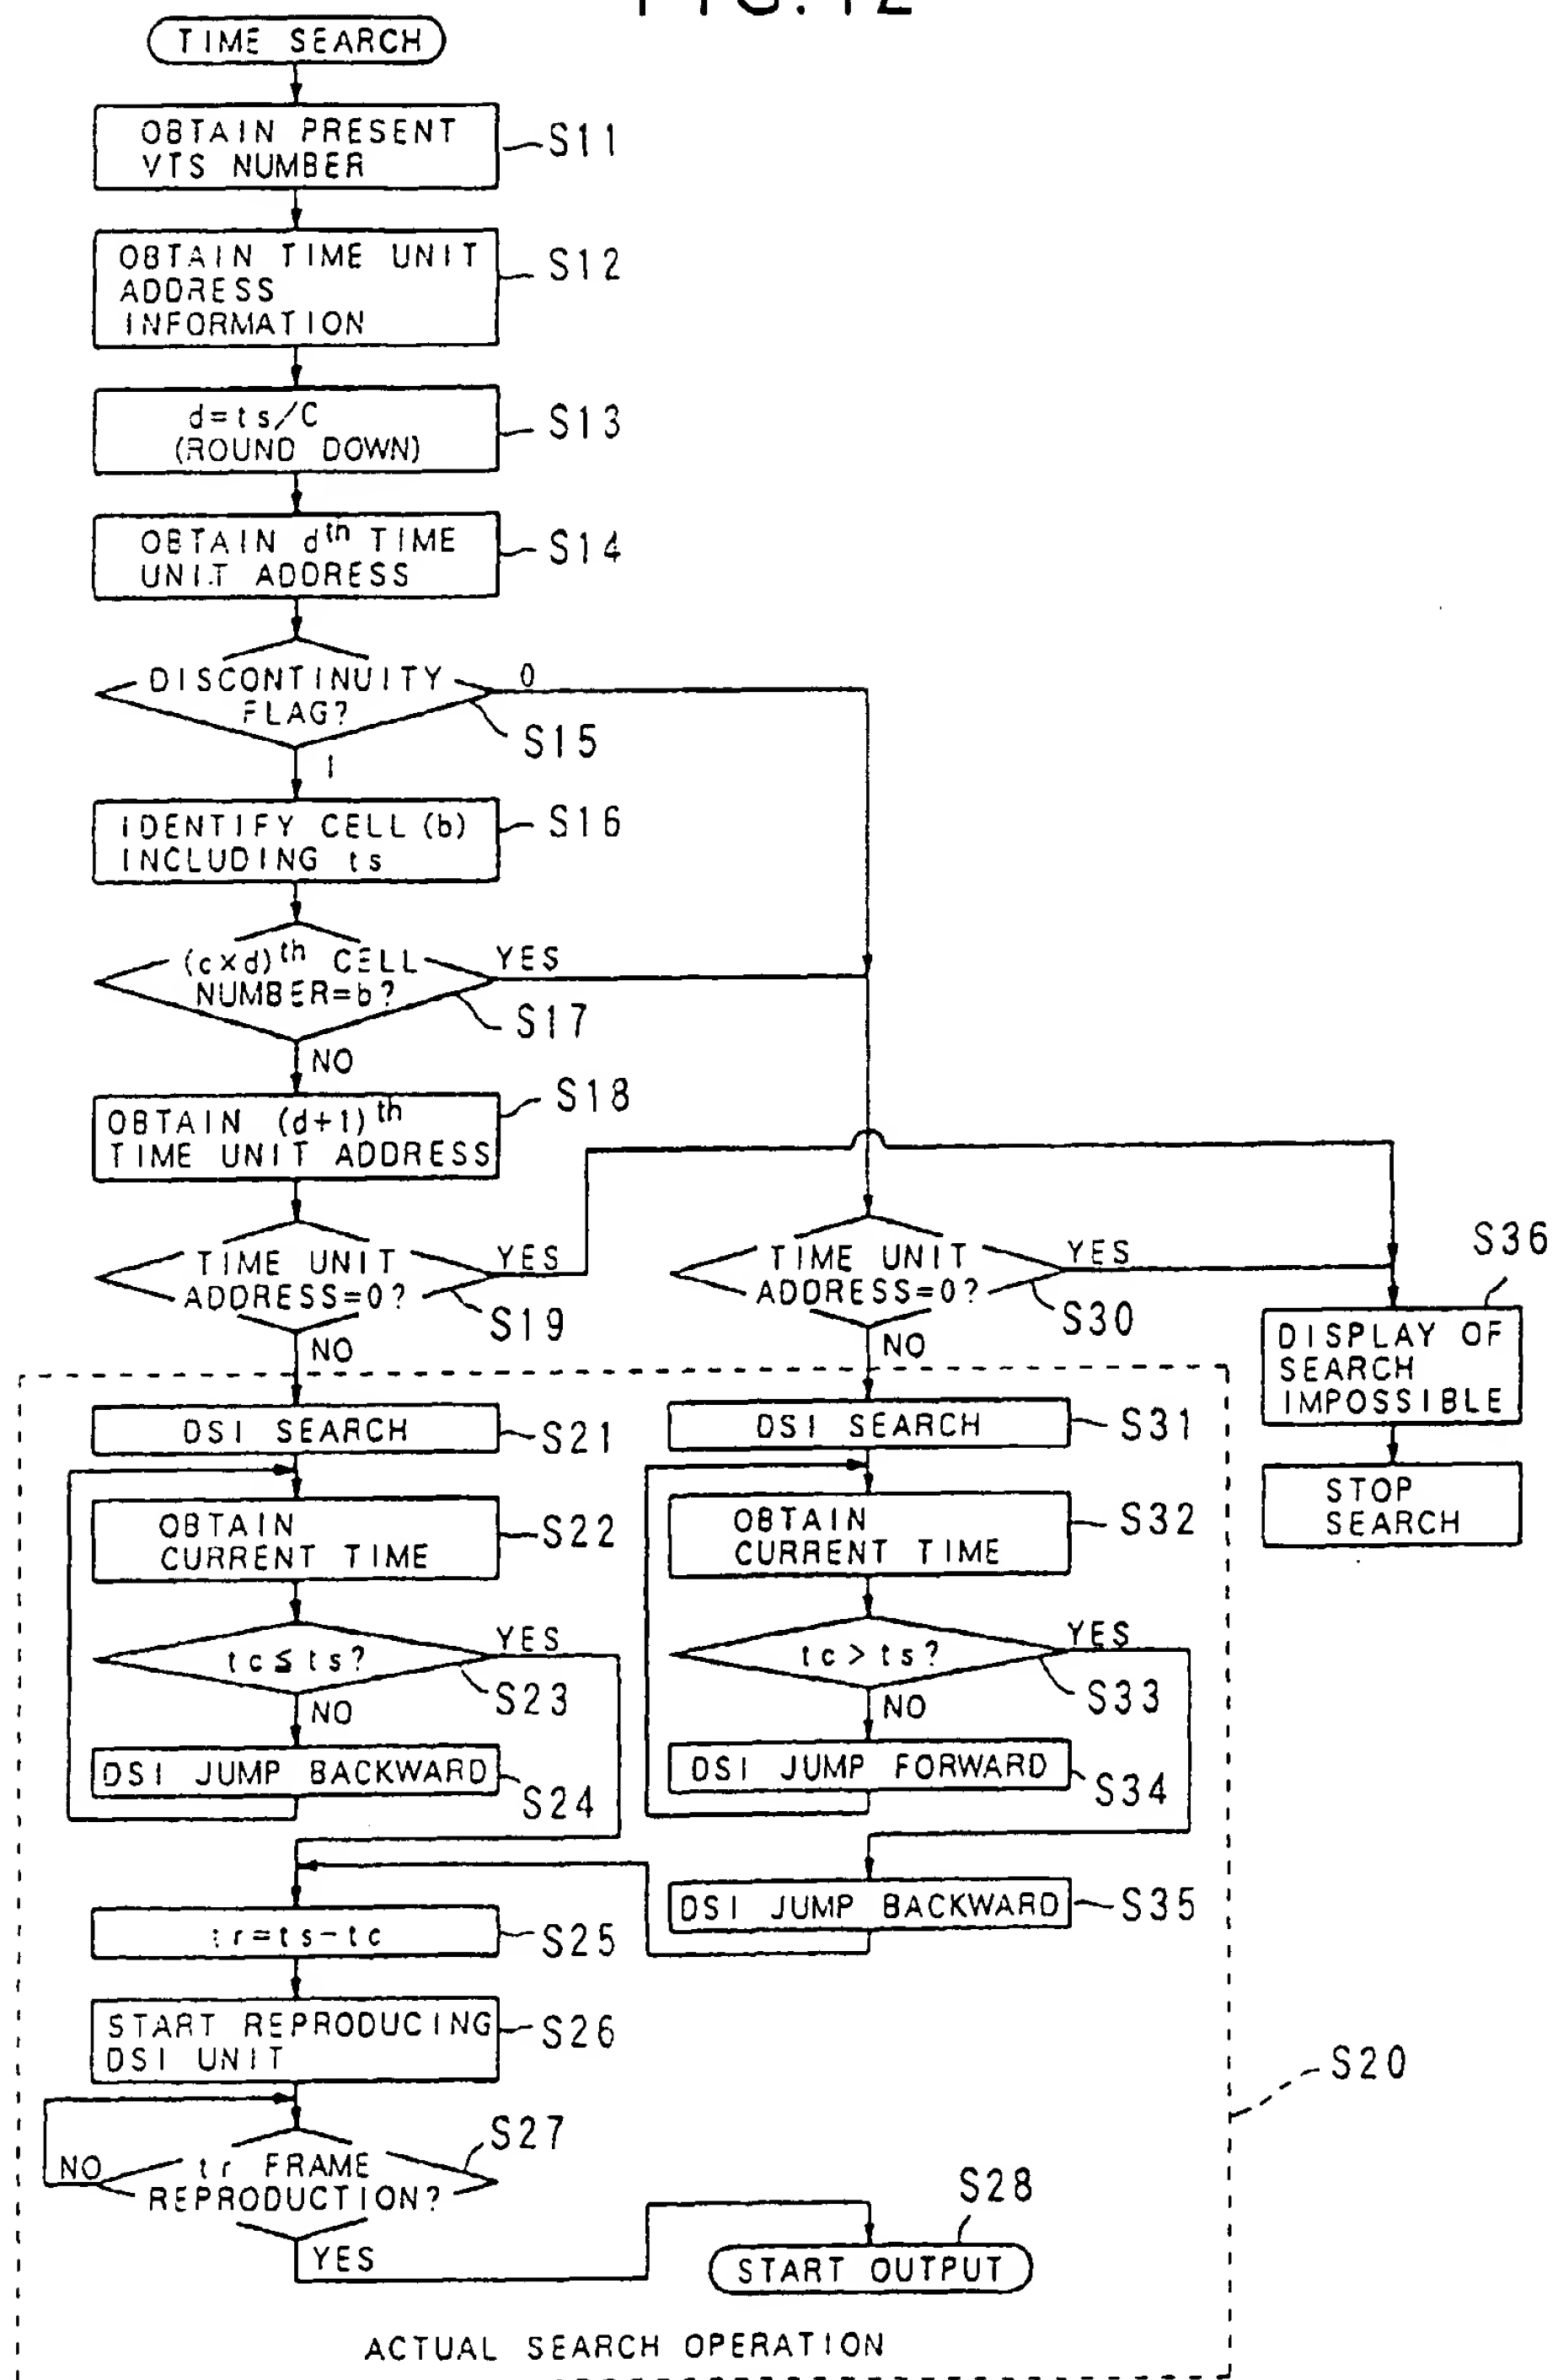 FIG.12
TIME SEARCH
OBTAIN PRESENT
VTS NUMBER
S11
OBTAIN TIME UNIT
ADDRESS
INFORMATION
S12
d=ts/C
(ROUND DOWN)
S13
OBTAIN dth TIME
UNIT ADDRESS
S14
DISCONTINUITY
FLAG?
0
S15
1
IDENTIFY CELL (b)
INCLUDING ts
S16
(c×d)th CELL
NUMBER=b?
YES
S17
NO
OBTAIN (d+1)th
TIME UNIT ADDRESS
S18
TIME UNIT
ADDRESS=0?
YES
S19
NO
TIME UNIT
ADDRESS=0?
YES
S30
NO
S36
DISPLAY OF
SEARCH
IMPOSSIBLE
STOP
SEARCH
DSI SEARCH
S21
DSI SEARCH
S31
OBTAIN
CURRENT TIME
S22
OBTAIN
CURRENT TIME
S32
tc≦ts?
YES
S23
NO
tc>ts?
YES
S33
NO
DSI JUMP BACKWARD
S24
DSI JUMP FORWARD
S34
DSI JUMP BACKWARD
S35
tr=ts-tc
S25
START REPRODUCING
DSI UNIT
S26
S20
tr FRAME
REPRODUCTION?
S27
NO
YES
S28
START OUTPUT
ACTUAL SEARCH OPERATION